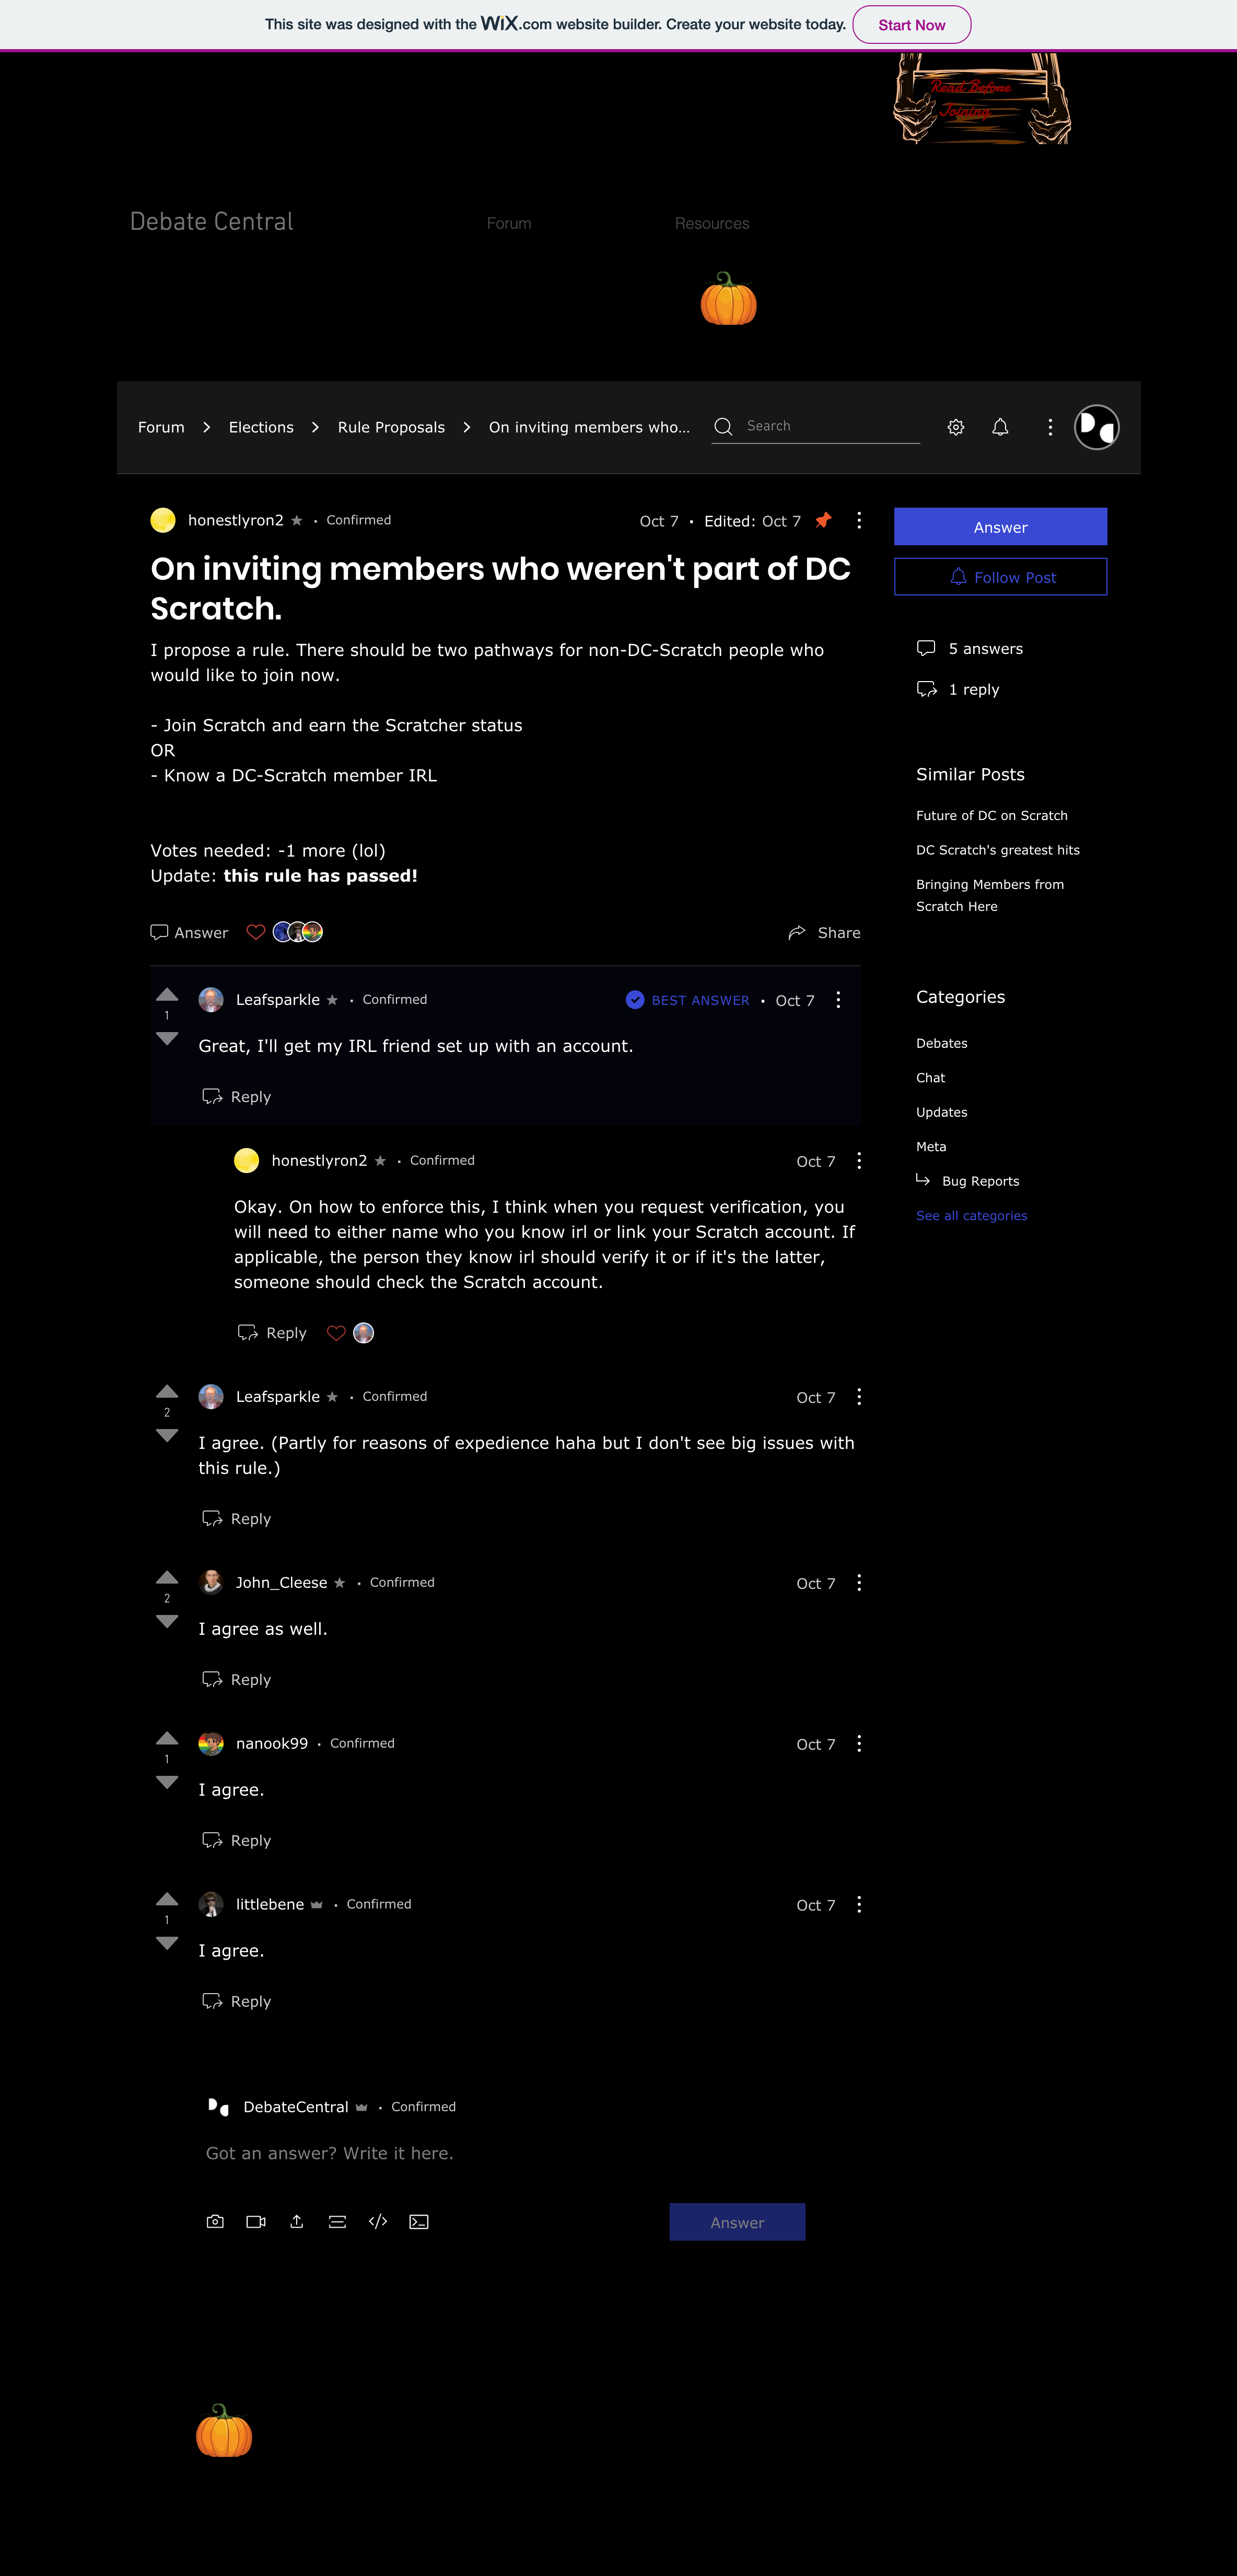 This site was designed with the WiX.com website builder. Create your website today. Start Now
Read Before
Joining
Debate Central
Forum
Resources
Forum > Elections > Rule Proposals > On inviting members who...
Search
honestlyron2 • Confirmed
Oct 7 • Edited: Oct 7
On inviting members who weren't part of DC
Scratch.
I propose a rule. There should be two pathways for non-DC-Scratch people who
would like to join now.
- Join Scratch and earn the Scratcher status
OR
- Know a DC-Scratch member IRL
Votes needed: -1 more (lol)
Update: this rule has passed!
Answer
Share
Answer
Follow Post
5 answers
1 reply
Similar Posts
Future of DC on Scratch
DC Scratch's greatest hits
Bringing Members from
Scratch Here
Categories
Debates
Chat
Updates
Meta
Bug Reports
See all categories
1
Leafsparkle • Confirmed
BEST ANSWER • Oct 7
Great, I'll get my IRL friend set up with an account.
Reply
honestlyron2 • Confirmed
Oct 7
Okay. On how to enforce this, I think when you request verification, you
will need to either name who you know irl or link your Scratch account. If
applicable, the person they know irl should verify it or if it's the latter,
someone should check the Scratch account.
Reply
2
Leafsparkle • Confirmed
Oct 7
I agree. (Partly for reasons of expedience haha but I don't see big issues with
this rule.)
Reply
2
John_Cleese • Confirmed
Oct 7
I agree as well.
Reply
1
nanook99 • Confirmed
Oct 7
I agree.
Reply
1
littlebene • Confirmed
Oct 7
I agree.
Reply
DebateCentral • Confirmed
Got an answer? Write it here.
Answer